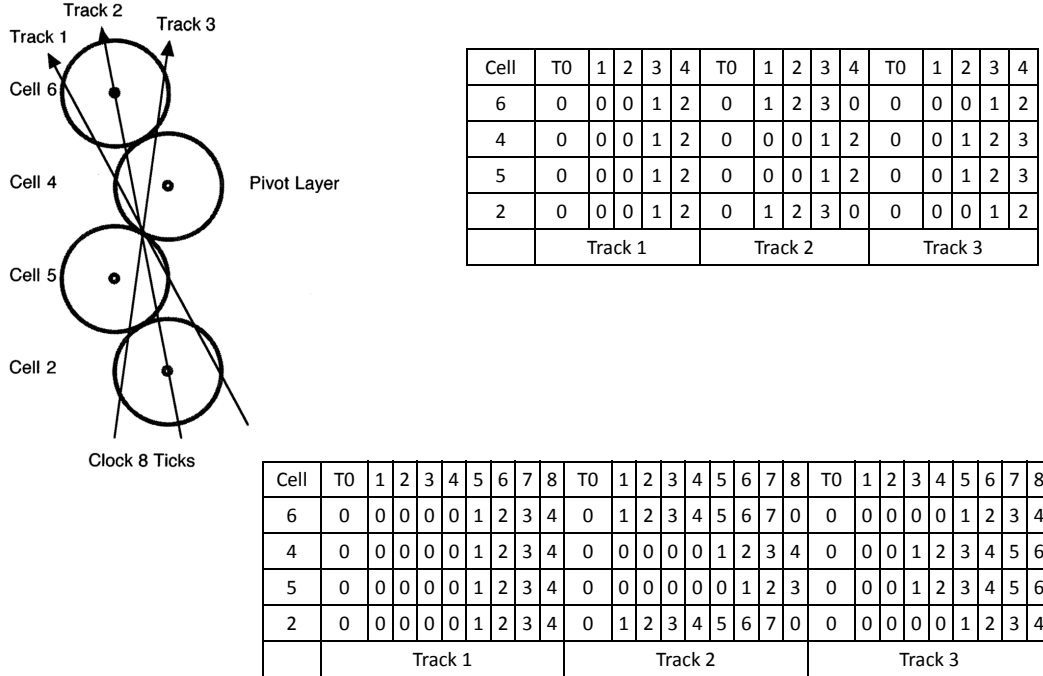 Track 2
Track 3
Track 1
Cell 6
Cell 4
Pivot Layer
Cell 5
Cell 2
Clock 8 Ticks
Cell T0 1 2 3 4 T0 1 2 3 4 T0 1 2 3 4
6 0 0 0 1 2 0 1 2 3 0 0 0 0 1 2
4 0 0 0 1 2 0 0 0 1 2 0 0 1 2 3
5 0 0 0 1 2 0 0 0 1 2 0 0 1 2 3
2 0 0 0 1 2 0 1 2 3 0 0 0 0 1 2
Track 1 Track 2 Track 3
Cell T0 1 2 3 4 5 6 7 8 T0 1 2 3 4 5 6 7 8 T0 1 2 3 4 5 6 7 8
6 0 0 0 0 0 1 2 3 4 0 1 2 3 4 5 6 7 0 0 0 0 0 0 1 2 3 4
4 0 0 0 0 0 1 2 3 4 0 0 0 0 0 1 2 3 4 0 0 0 1 2 3 4 5 6
5 0 0 0 0 0 1 2 3 4 0 0 0 0 0 0 1 2 3 0 0 0 1 2 3 4 5 6
2 0 0 0 0 0 1 2 3 4 0 1 2 3 4 5 6 7 0 0 0 0 0 0 1 2 3 4
Track 1 Track 2 Track 3